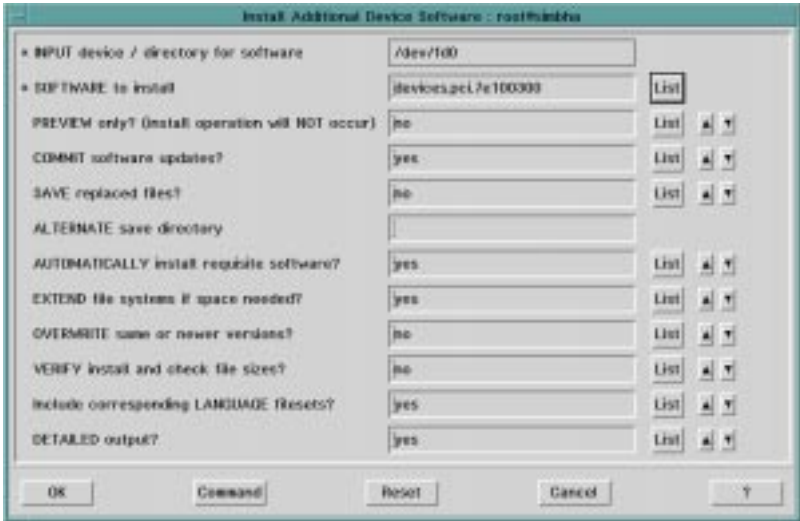 Install Additional Device Software : root@simbha
* INPUT device / directory for software /dev/fd0
* SOFTWARE to install devices.pci.7e100300 List
PREVIEW only? (install operation will NOT occur) no List ▲ ▼
COMMIT software updates? yes List ▲ ▼
SAVE replaced files? no List ▲ ▼
ALTERNATE save directory
AUTOMATICALLY install requisite software? yes List ▲ ▼
EXTEND file systems if space needed? yes List ▲ ▼
OVERWRITE same or newer versions? no List ▲ ▼
VERIFY install and check file sizes? no List ▲ ▼
Include corresponding LANGUAGE filesets? yes List ▲ ▼
DETAILED output? yes List ▲ ▼
OK Command Reset Cancel ?